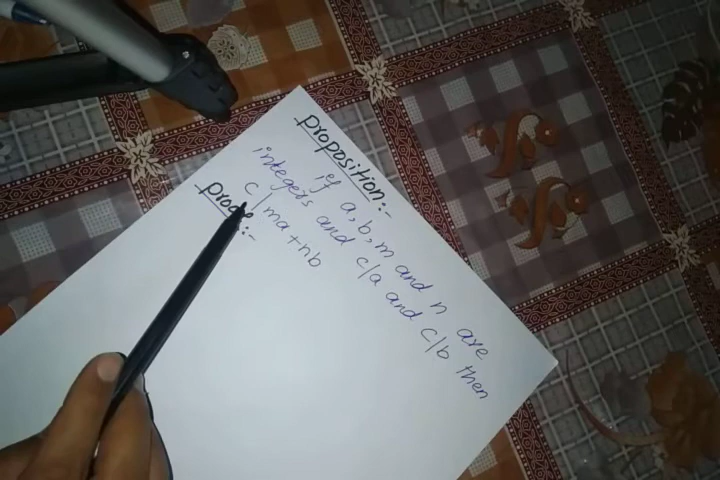 proposition:-
if a, b, m and n are
integers and c/a and c/b then
c/ma+nb
proof:-